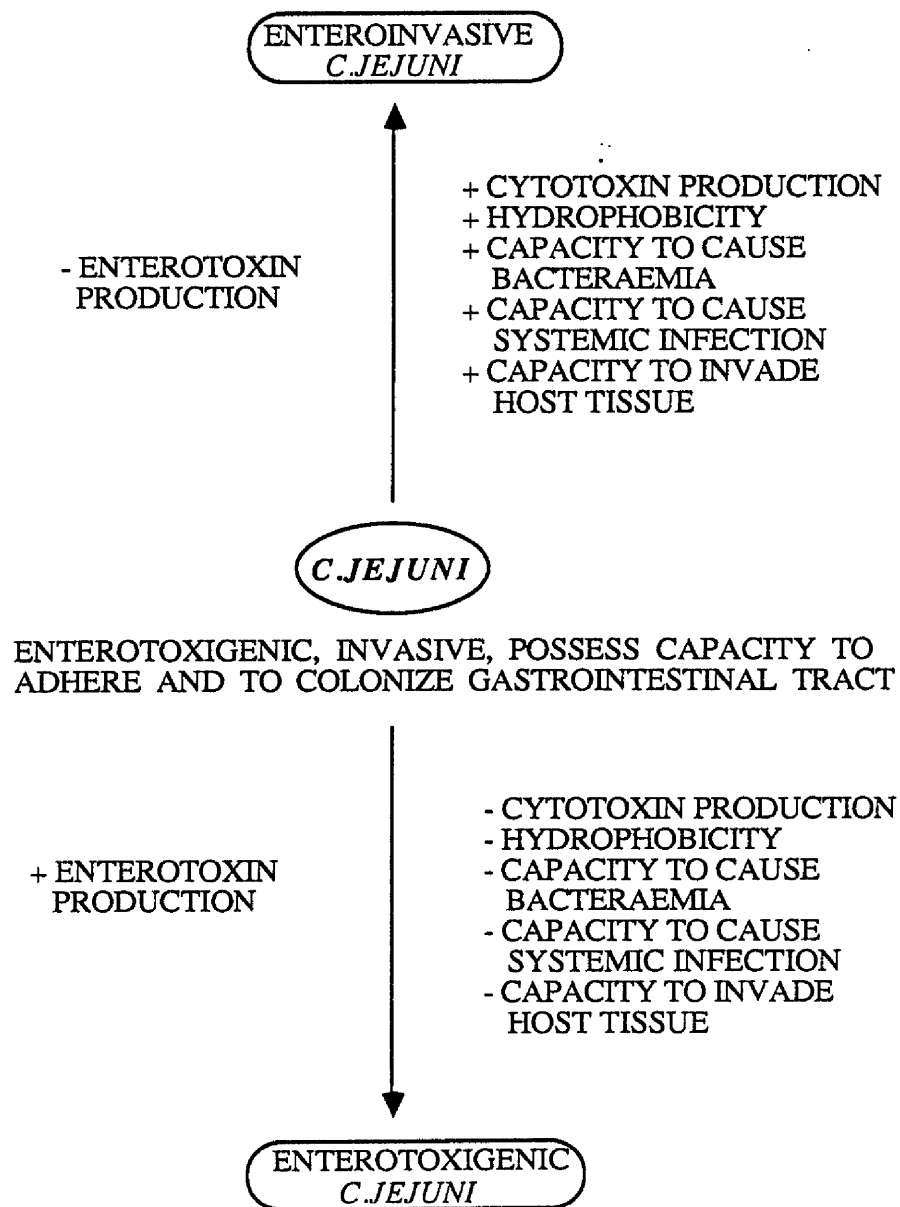 ENTEROINVASIVE
C.JEJUNI
- ENTEROTOXIN
PRODUCTION
+ CYTOTOXIN PRODUCTION
+ HYDROPHOBICITY
+ CAPACITY TO CAUSE
BACTERAEMIA
+ CAPACITY TO CAUSE
SYSTEMIC INFECTION
+ CAPACITY TO INVADE
HOST TISSUE
C.JEJUNI
ENTEROTOXIGENIC, INVASIVE, POSSESS CAPACITY TO
ADHERE AND TO COLONIZE GASTROINTESTINAL TRACT
+ ENTEROTOXIN
PRODUCTION
- CYTOTOXIN PRODUCTION
- HYDROPHOBICITY
- CAPACITY TO CAUSE
BACTERAEMIA
- CAPACITY TO CAUSE
SYSTEMIC INFECTION
- CAPACITY TO INVADE
HOST TISSUE
ENTEROTOXIGENIC
C.JEJUNI